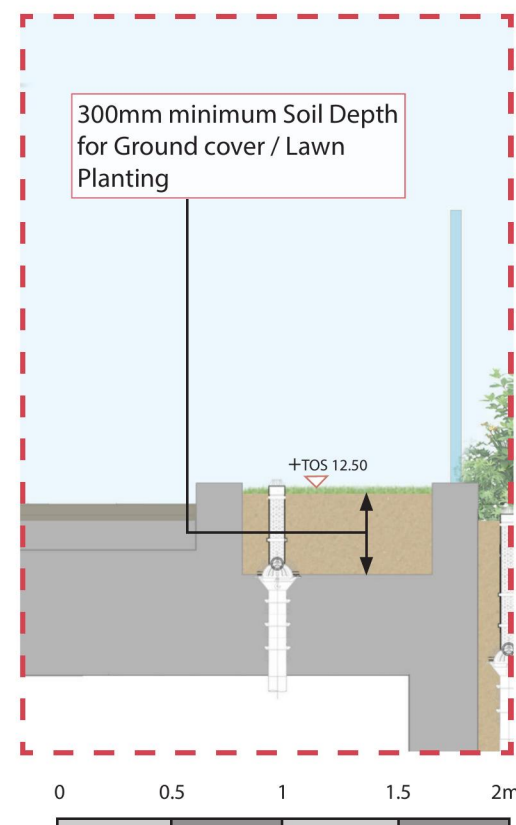 300mm minimum Soil Depth
for Ground cover / Lawn
Planting
+TOS 12.50
0 0.5 1 1.5 2m